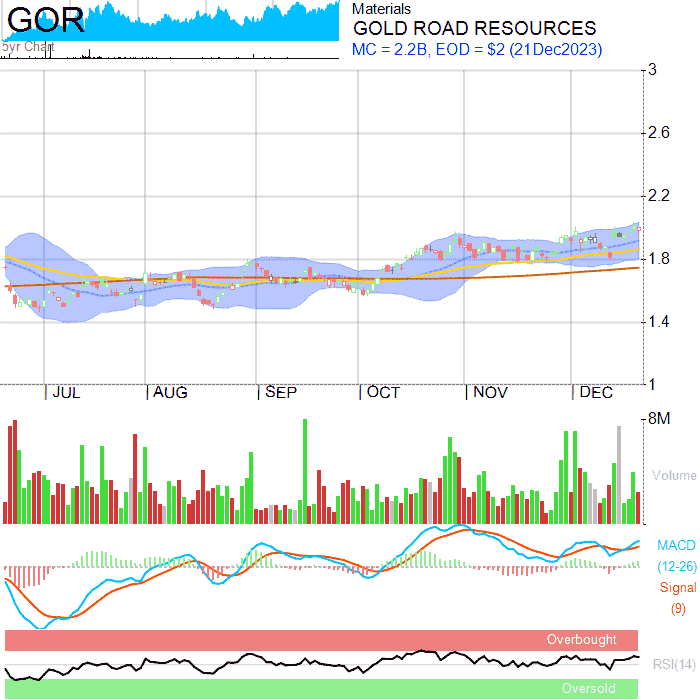 GOR
5yr Chart
Materials
GOLD ROAD RESOURCES
MC = 2.2B, EOD = $2 (21Dec2023)
3
2.6
2.2
1.8
1.4
1
JUL AUG SEP OCT NOV DEC
8M
Volume
MACD
(12-26)
Signal
(9)
Overbought
RSI(14)
Oversold